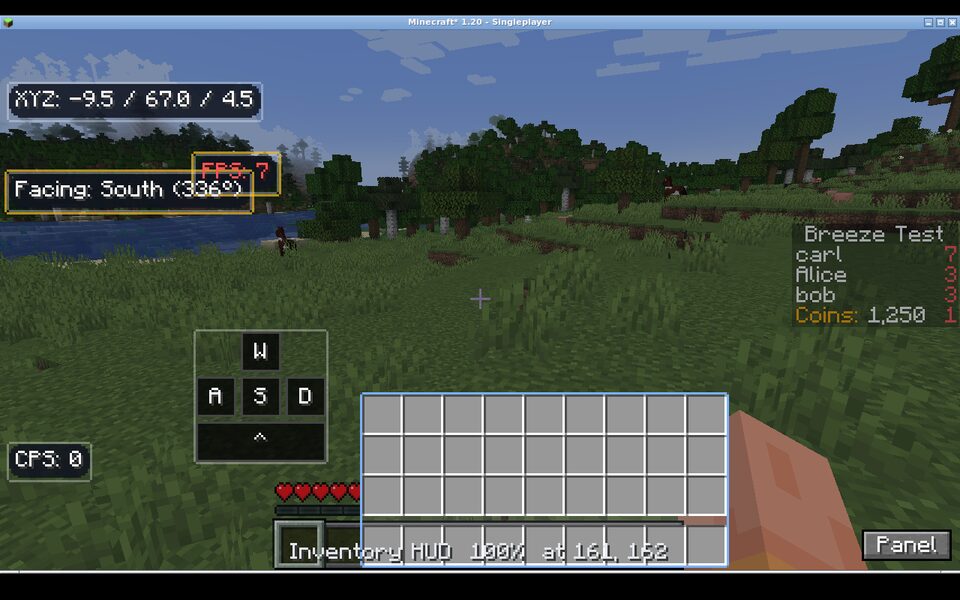 Minecraft* 1.20 - Singleplayer
XYZ: -9.5 / 67.0 / 4.5
FPS: 7
Facing: South (336°)
Breeze Test
carl 7
Alice 3
bob 3
Coins: 1,250 1
W
A S D
^
CPS: 0
Inventory HUD 100% at 161, 162
Panel